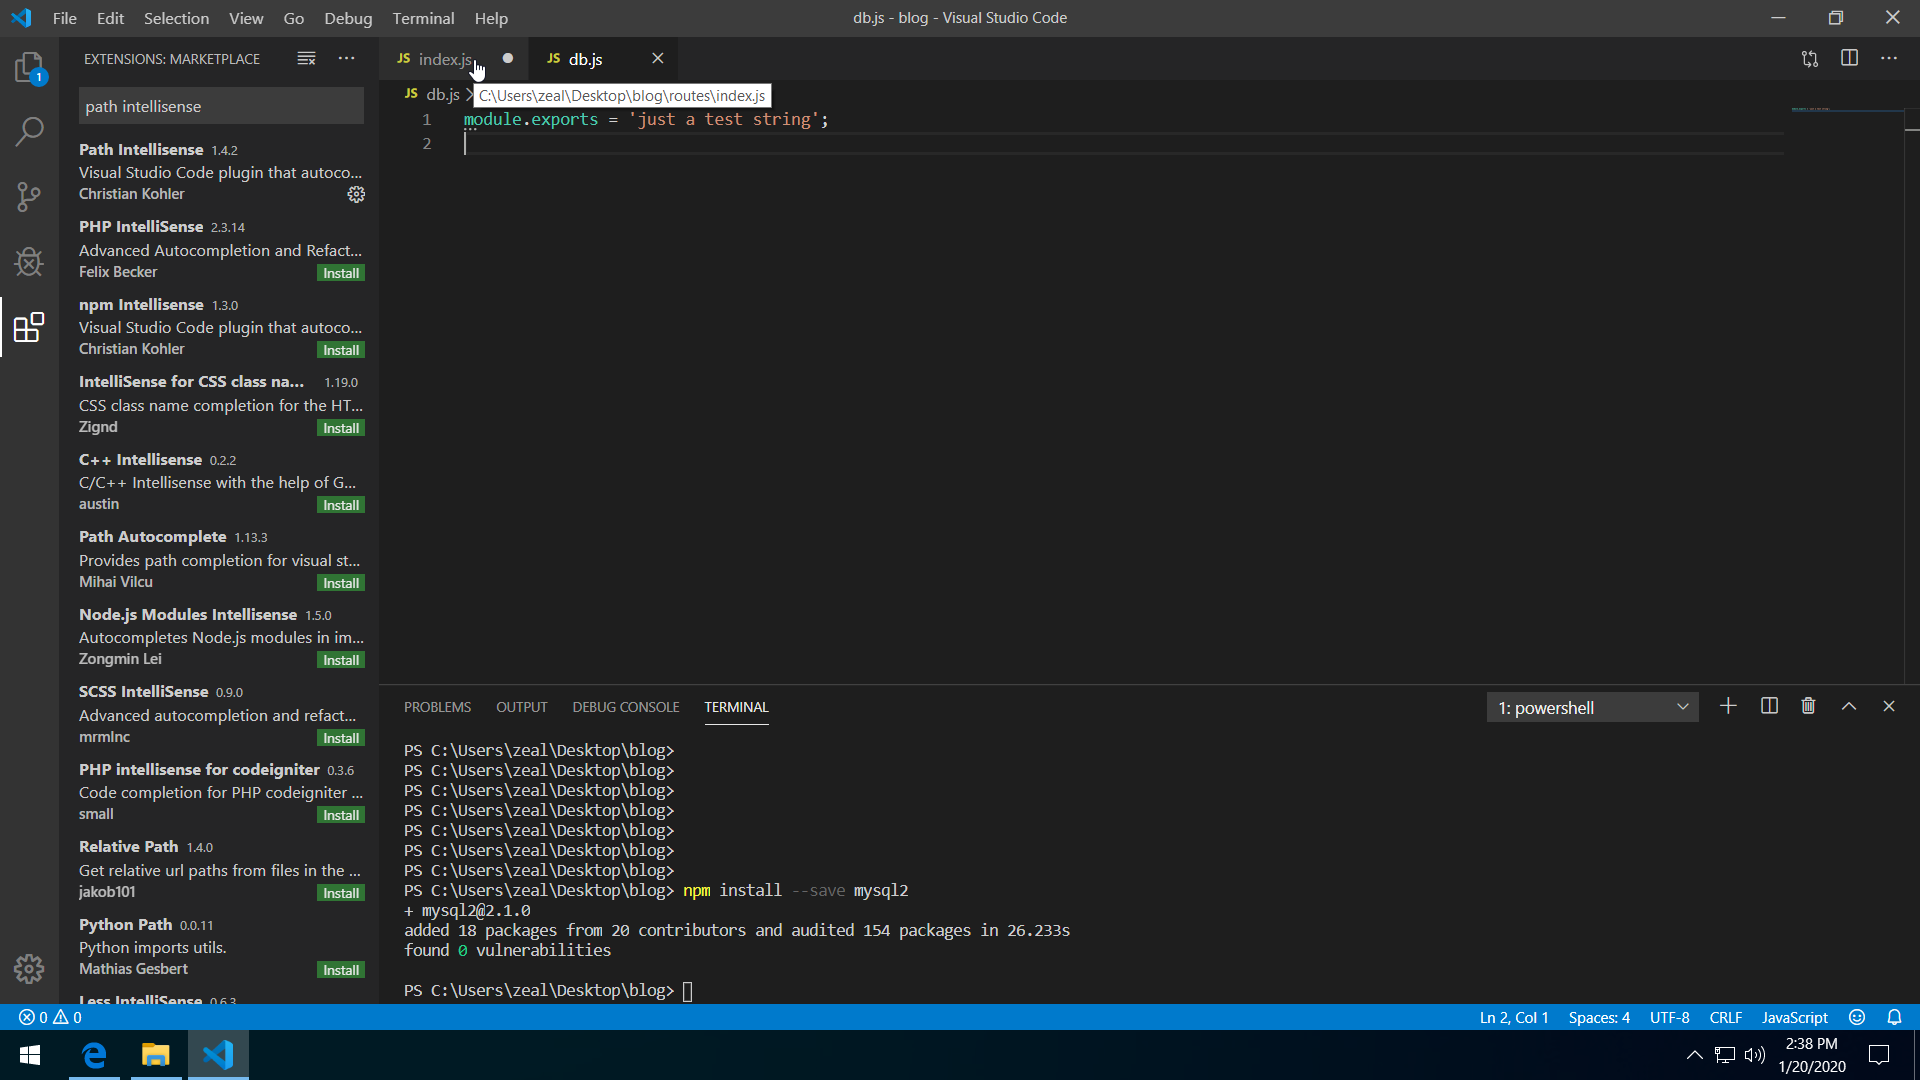 File Edit Selection View Go Debug Terminal Help
db.js - blog - Visual Studio Code
EXTENSIONS: MARKETPLACE
path intellisense
Path Intellisense 1.4.2
Visual Studio Code plugin that autoco...
Christian Kohler
PHP IntelliSense 2.3.14
Advanced Autocompletion and Refact...
Felix Becker Install
npm Intellisense 1.3.0
Visual Studio Code plugin that autoco...
Christian Kohler Install
IntelliSense for CSS class na... 1.19.0
CSS class name completion for the HT...
Zignd Install
C++ Intellisense 0.2.2
C/C++ Intellisense with the help of G...
austin Install
Path Autocomplete 1.13.3
Provides path completion for visual st...
Mihai Vilcu Install
Node.js Modules Intellisense 1.5.0
Autocompletes Node.js modules in im...
Zongmin Lei Install
SCSS IntelliSense 0.9.0
Advanced autocompletion and refact...
mrmlnc Install
PHP intellisense for codeigniter 0.3.6
Code completion for PHP codeigniter ...
small Install
Relative Path 1.4.0
Get relative url paths from files in the ...
jakob101 Install
Python Path 0.0.11
Python imports utils.
Mathias Gesbert Install
Less IntelliSense 0.6.3
1
JS index.js JS db.js
JS db.js
C:\Users\zeal\Desktop\blog\routes\index.js
1 module.exports = 'just a test string';
2
PROBLEMS OUTPUT DEBUG CONSOLE TERMINAL
1: powershell
PS C:\Users\zeal\Desktop\blog>
PS C:\Users\zeal\Desktop\blog>
PS C:\Users\zeal\Desktop\blog>
PS C:\Users\zeal\Desktop\blog>
PS C:\Users\zeal\Desktop\blog>
PS C:\Users\zeal\Desktop\blog>
PS C:\Users\zeal\Desktop\blog>
PS C:\Users\zeal\Desktop\blog> npm install --save mysql2
+ mysql2@2.1.0
added 18 packages from 20 contributors and audited 154 packages in 26.233s
found 0 vulnerabilities
PS C:\Users\zeal\Desktop\blog>
0 0
Ln 2, Col 1 Spaces: 4 UTF-8 CRLF JavaScript
2:38 PM
1/20/2020